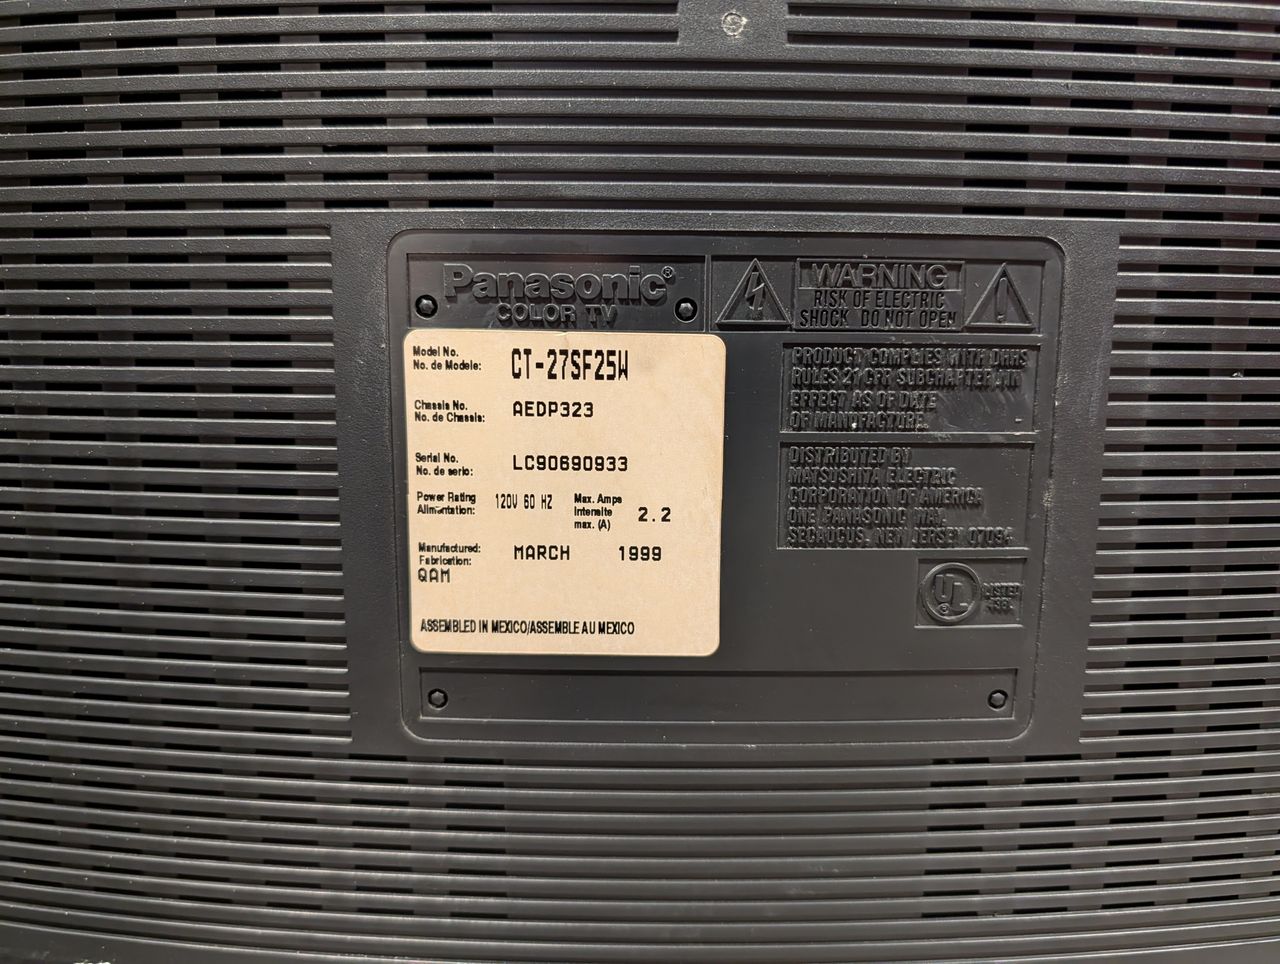 Panasonic®
COLOR TV
WARNING
RISK OF ELECTRIC
SHOCK DO NOT OPEN
Model No.
No. de Modele: CT-27SF25W
Chassis No.
No. de Chassis: AEDP323
Serial No.
No. de serio: LC90690933
Power Rating
Alimentation: 120V 60 HZ
Max. Amps
Intensite
max. (A) 2.2
Manufactured:
Fabrication: MARCH 1999
QAM
ASSEMBLED IN MEXICO/ASSEMBLE AU MEXICO
PRODUCT COMPLIES WITH DHHS
RULES 21 CFR SUBCHAPTER J IN
EFFECT AS OF DATE
OF MANUFACTURE.
DISTRIBUTED BY
MATSUSHITA ELECTRIC
CORPORATION OF AMERICA
ONE PANASONIC WAY,
SECAUCUS, NEW JERSEY 07094
UL®
LISTED